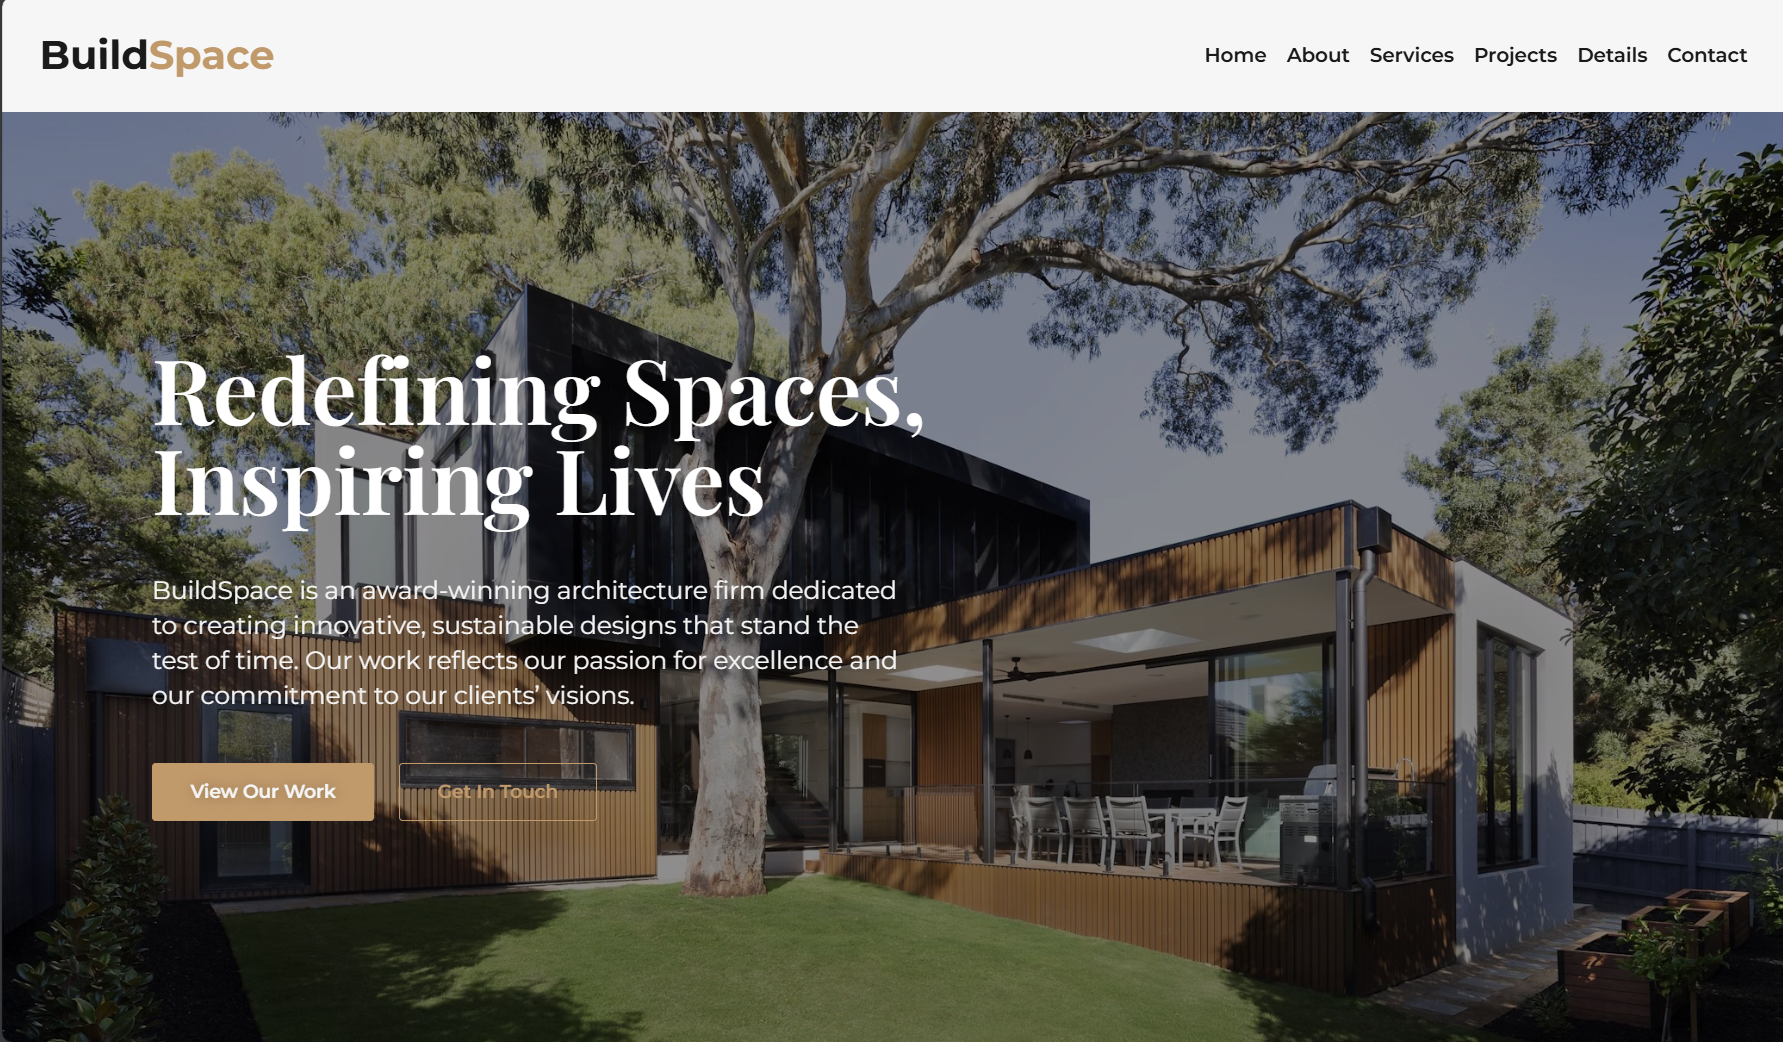 BuildSpace
Home About Services Projects Details Contact
Redefining Spaces,
Inspiring Lives
BuildSpace is an award-winning architecture firm dedicated
to creating innovative, sustainable designs that stand the
test of time. Our work reflects our passion for excellence and
our commitment to our clients’ visions.
View Our Work
Get In Touch